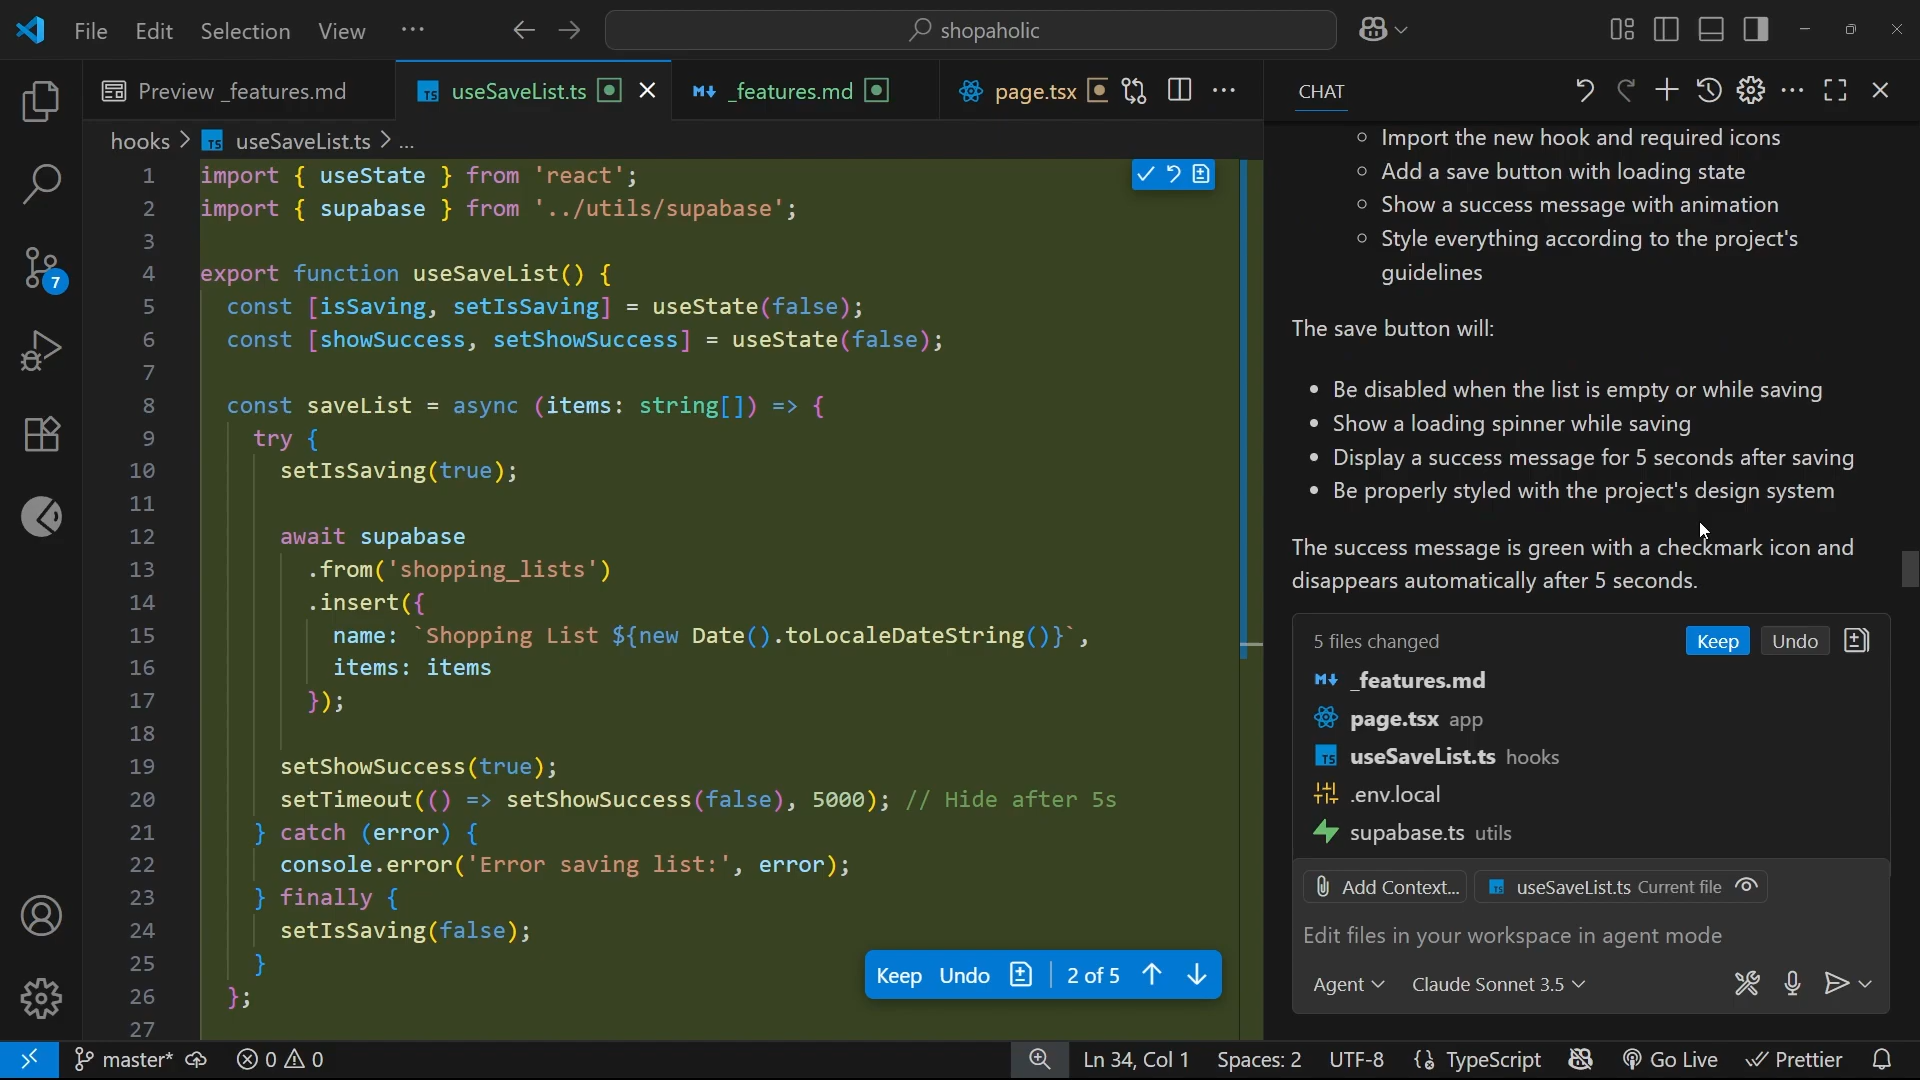 File Edit Selection View ... shopaholic
Preview _features.md useSaveList.ts _features.md page.tsx ...
hooks > TS useSaveList.ts > ...
1 import { useState } from 'react';
2 import { supabase } from '../utils/supabase';
3
4 export function useSaveList() {
5 const [isSaving, setIsSaving] = useState(false);
6 const [showSuccess, setShowSuccess] = useState(false);
7
8 const saveList = async (items: string[]) => {
9 try {
10 setIsSaving(true);
11
12 await supabase
13 .from('shopping_lists')
14 .insert({
15 name: `Shopping List ${new Date().toLocaleDateString()}`,
16 items: items
17 });
18
19 setShowSuccess(true);
20 setTimeout(() => setShowSuccess(false), 5000); // Hide after 5s
21 } catch (error) {
22 console.error('Error saving list:', error);
23 } finally {
24 setIsSaving(false);
25 }
26 };
27
Keep Undo 2 of 5
7
CHAT
Import the new hook and required icons
Add a save button with loading state
Show a success message with animation
Style everything according to the project's
guidelines
The save button will:
Be disabled when the list is empty or while saving
Show a loading spinner while saving
Display a success message for 5 seconds after saving
Be properly styled with the project's design system
The success message is green with a checkmark icon and
disappears automatically after 5 seconds.
5 files changed Keep Undo
_features.md
page.tsx app
TS useSaveList.ts hooks
.env.local
supabase.ts utils
Add Context... useSaveList.ts Current file
Edit files in your workspace in agent mode
Agent Claude Sonnet 3.5
master* 0 0 Ln 34, Col 1 Spaces: 2 UTF-8 {} TypeScript Go Live Prettier